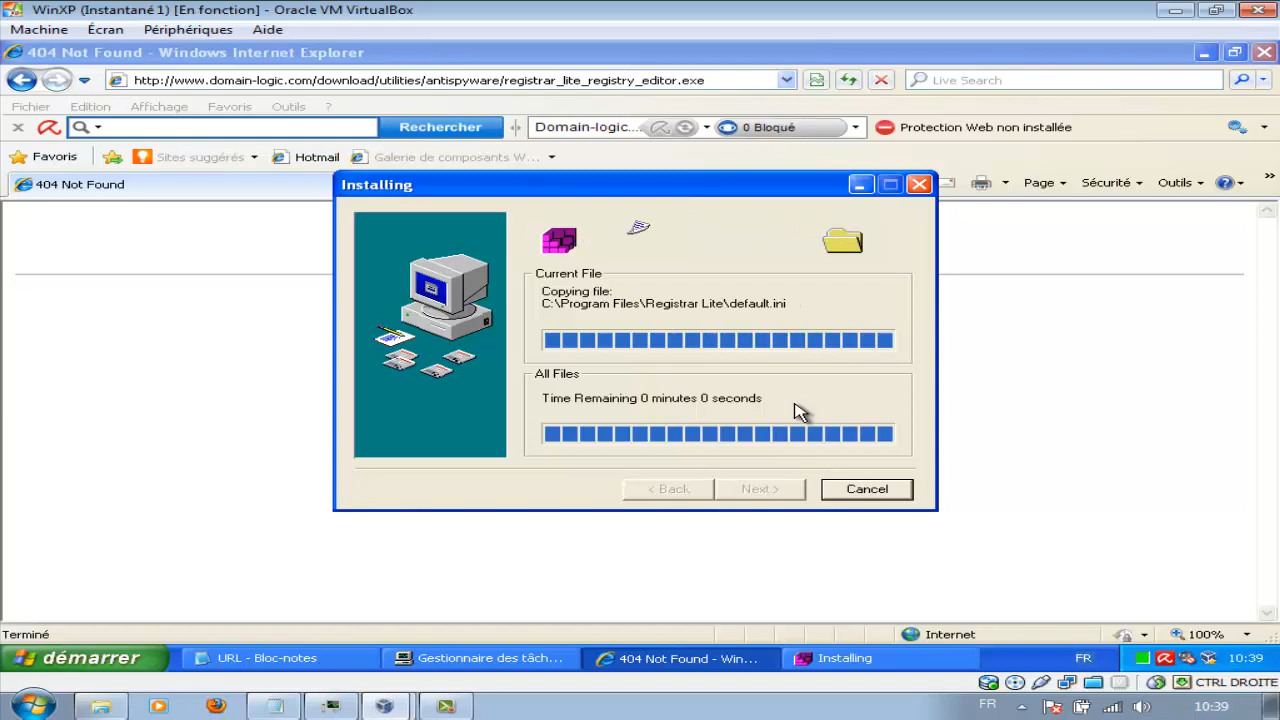 WinXP (Instantané 1) [En fonction] - Oracle VM VirtualBox
Machine Écran Périphériques Aide
404 Not Found - Windows Internet Explorer
http://www.domain-logic.com/download/utilities/antispyware/registrar_lite_registry_editor.exe
Live Search
Fichier Edition Affichage Favoris Outils ?
Rechercher
Domain-logic....
0 Bloqué
Protection Web non installée
Favoris
Sites suggérés
Hotmail
Galerie de composants W...
404 Not Found
Page
Sécurité
Outils
»
Installing
Current File
Copying file:
C:\Program Files\Registrar Lite\default.ini
All Files
Time Remaining 0 minutes 0 seconds
< Back
Next >
Cancel
Terminé
Internet
100%
démarrer
URL - Bloc-notes
Gestionnaire des tâch...
404 Not Found - Win...
Installing
FR
10:39
CTRL DROITE
FR
10:39